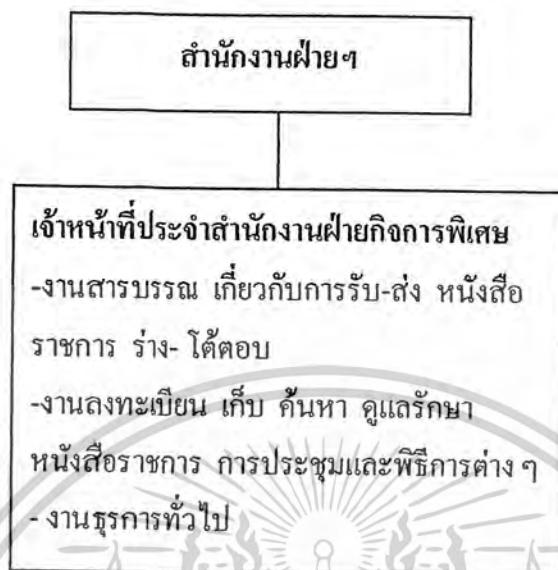 สำนักงานฝ่ายฯ
เจ้าหน้าที่ประจำสำนักงานฝ่ายกิจการพิเศษ
-งานสารบรรณ เกี่ยวกับการรับ-ส่ง หนังสือ
ราชการ ร่าง- โต้ตอบ
-งานลงทะเบียน เก็บ ค้นหา ดูแลรักษา
หนังสือราชการ การประชุมและพิธีการต่าง ๆ
- งานธุรการทั่วไป